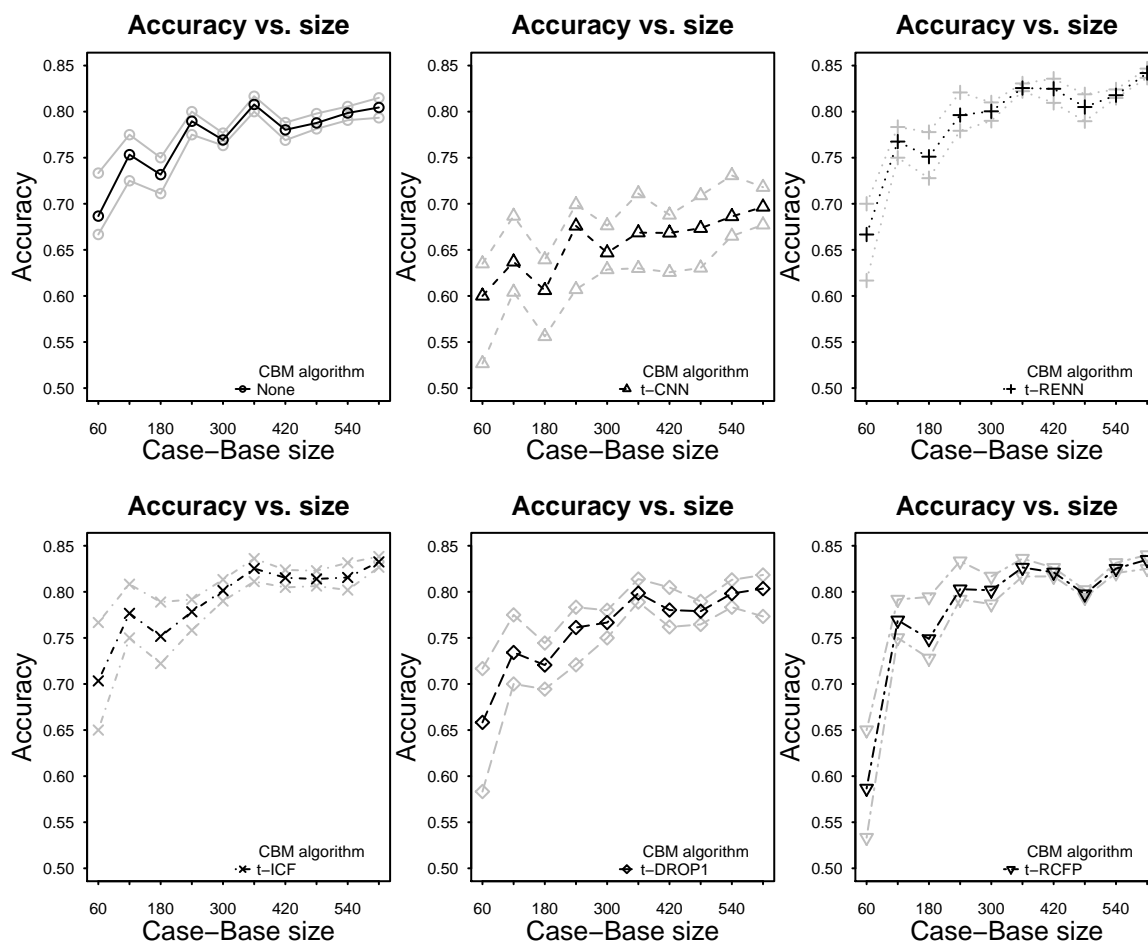 Accuracy vs. size
Accuracy
0.85
0.80
0.75
0.70
0.65
0.60
0.55
0.50
CBM algorithm
None
60 180 300 420 540
Case−Base size
Accuracy vs. size
Accuracy
0.85
0.80
0.75
0.70
0.65
0.60
0.55
0.50
CBM algorithm
t−CNN
60 180 300 420 540
Case−Base size
Accuracy vs. size
Accuracy
0.85
0.80
0.75
0.70
0.65
0.60
0.55
0.50
CBM algorithm
t−RENN
60 180 300 420 540
Case−Base size
Accuracy vs. size
Accuracy
0.85
0.80
0.75
0.70
0.65
0.60
0.55
0.50
CBM algorithm
t−ICF
60 180 300 420 540
Case−Base size
Accuracy vs. size
Accuracy
0.85
0.80
0.75
0.70
0.65
0.60
0.55
0.50
CBM algorithm
t−DROP1
60 180 300 420 540
Case−Base size
Accuracy vs. size
Accuracy
0.85
0.80
0.75
0.70
0.65
0.60
0.55
0.50
CBM algorithm
t−RCFP
60 180 300 420 540
Case−Base size